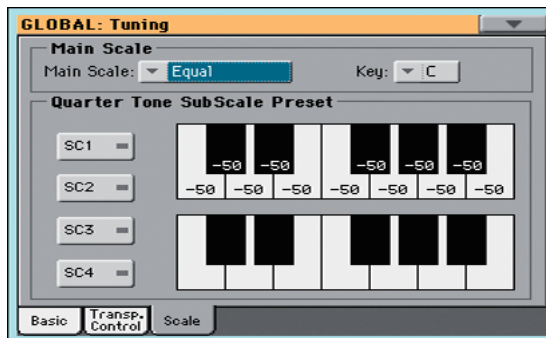 GLOBAL: Tuning
Main Scale
Main Scale: Equal Key: C
Quarter Tone SubScale Preset
SC1
-50 -50 -50 -50 -50
SC2
-50 -50 -50 -50 -50 -50 -50
SC3
SC4
Basic Transp. Control Scale